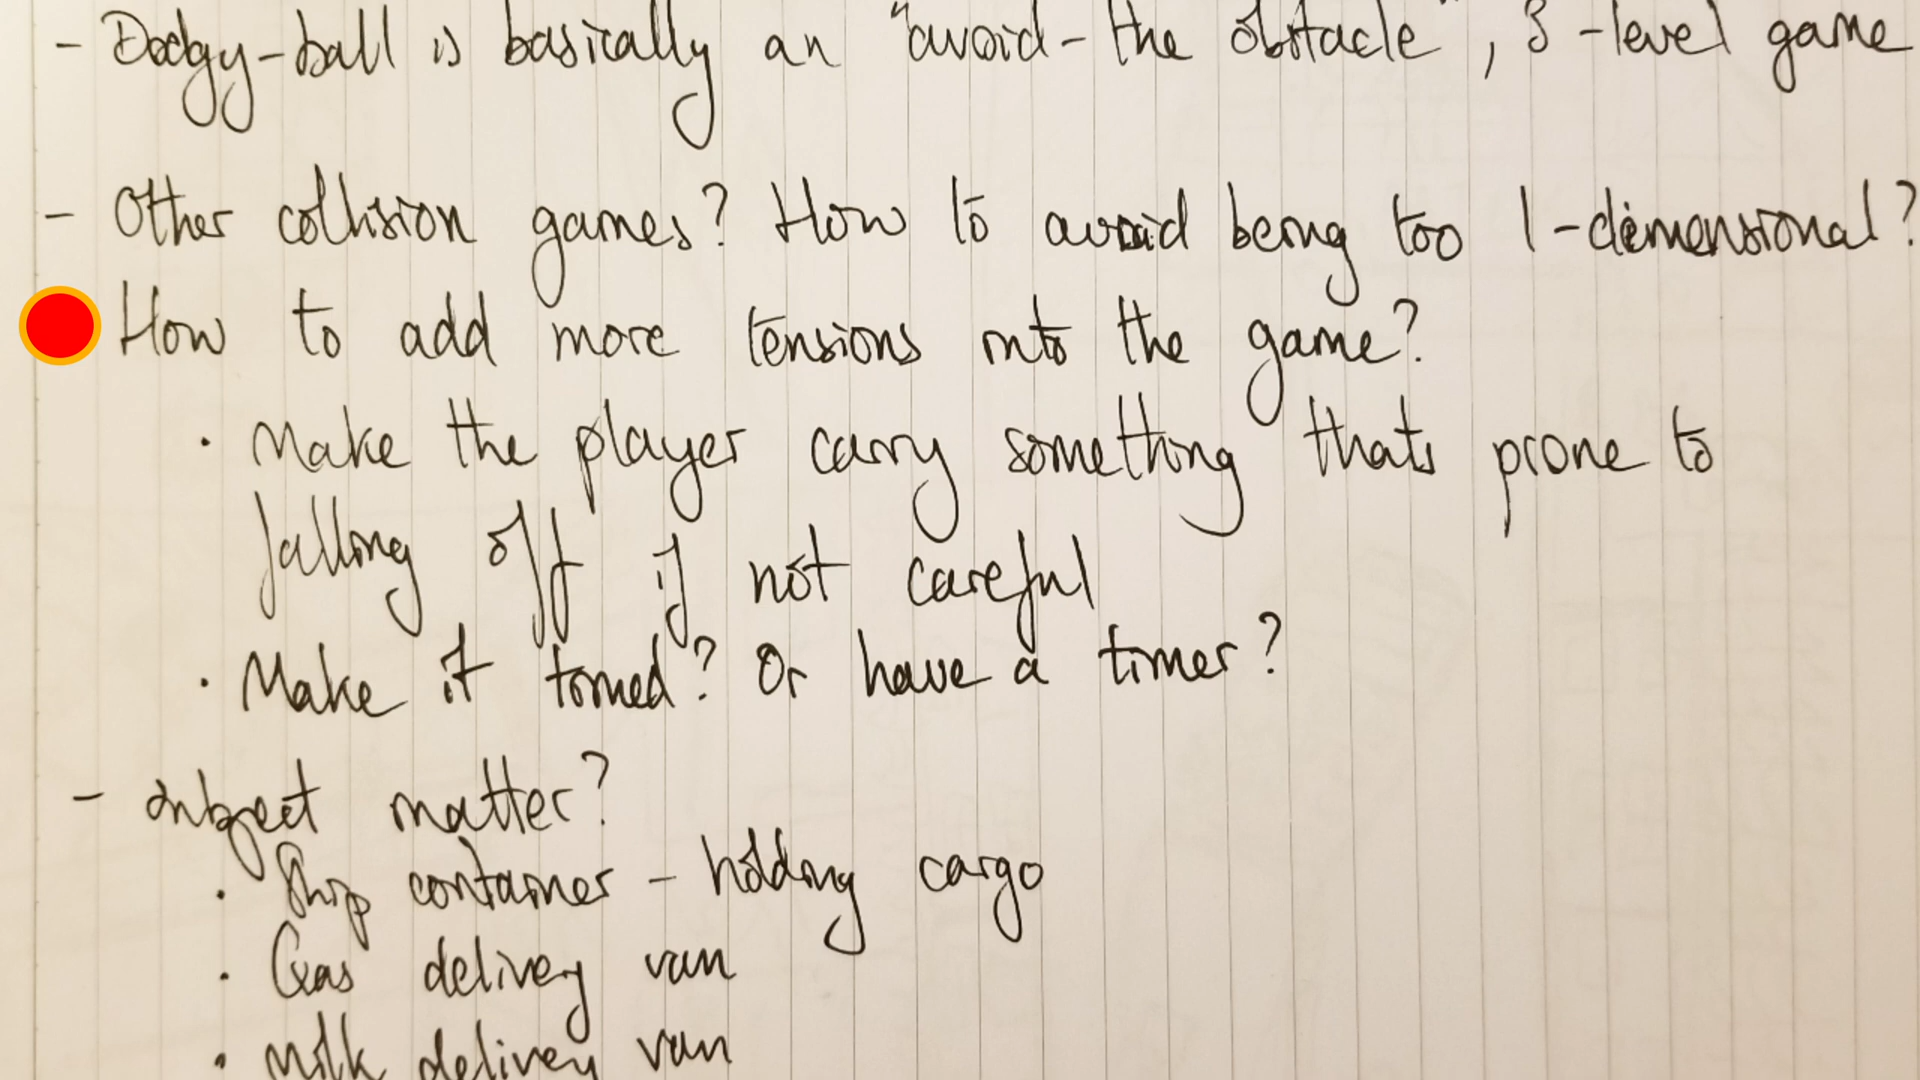 - Dodgy-ball is basically an "avoid-the obstacle", 3-level game
- Other collision games? How to avoid being too 1-dimensional?
How to add more tensions into the game?
· Make the player carry something thats prone to
falling off if not careful
· Make it timed? Or have a timer?
- subject matter?
· Ship container - holding cargo
· Gas delivery van
· Milk delivery van